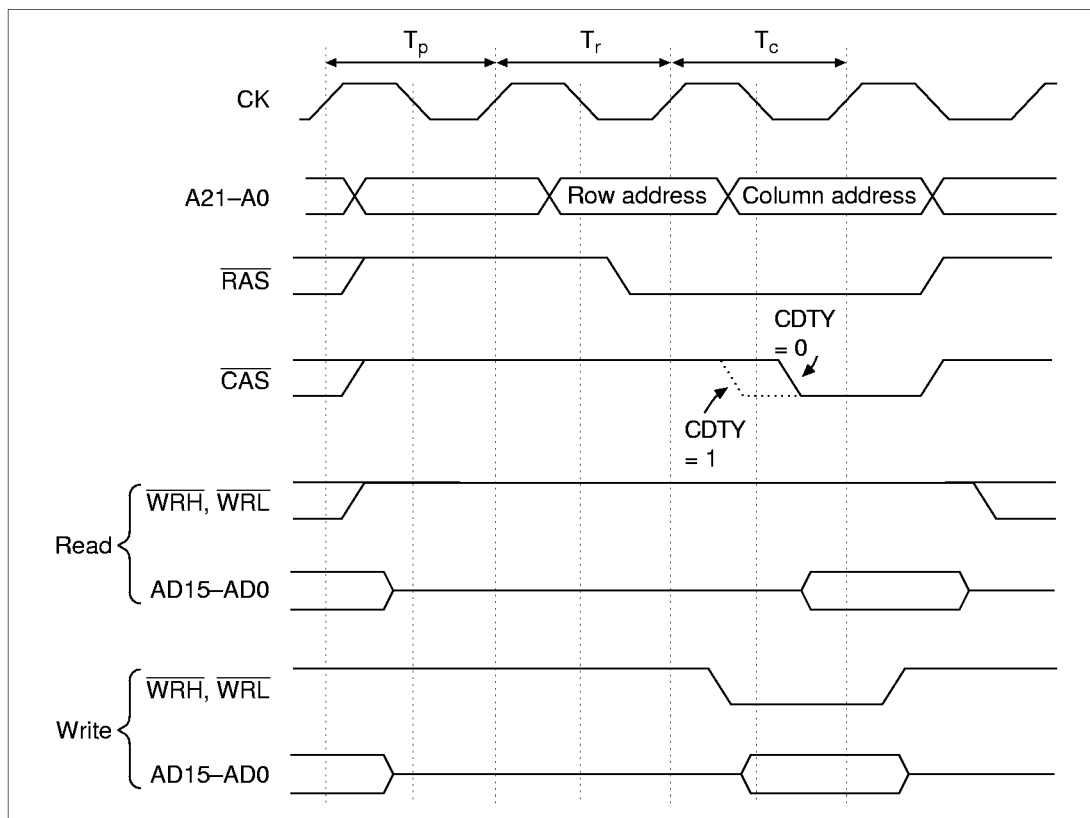 Tp Tr Tc
CK
A21–A0 Row address Column address
RAS
CDTY
= 0
CAS
CDTY
= 1
WRH, WRL
Read
AD15–AD0
WRH, WRL
Write
AD15–AD0